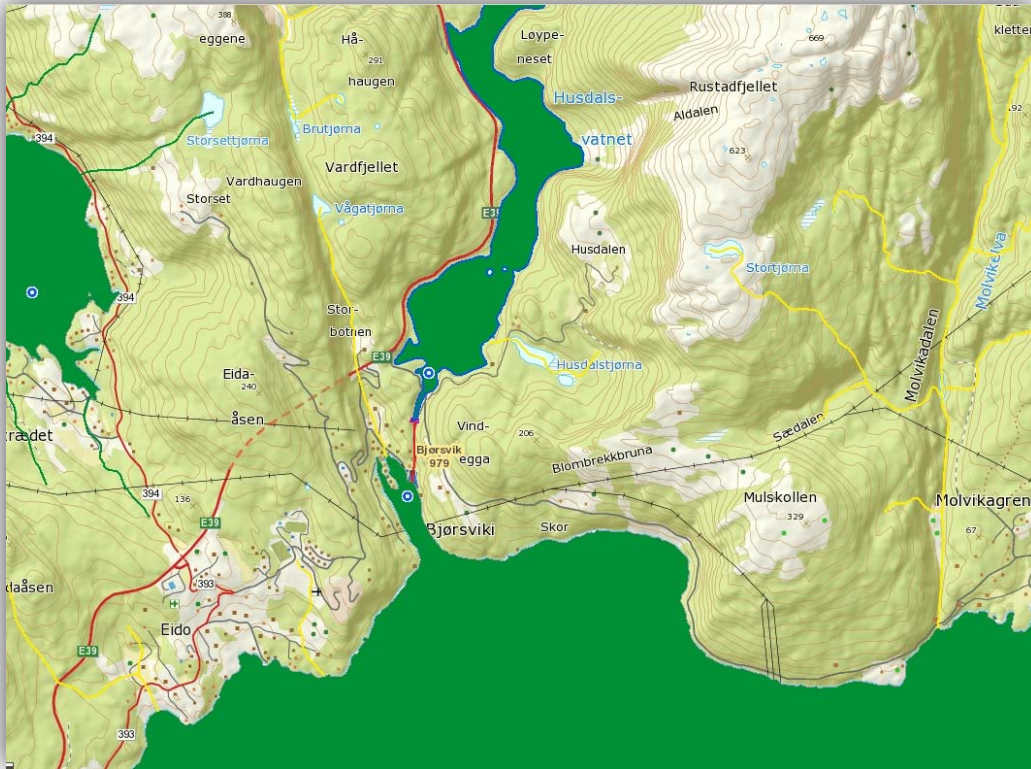 388
eggene
Hå-
291
haugen
Løype-
neset
669
kletten
Rustadfjellet
Husdals-
vatnet
Aldalen
394
Storsettjørna
Brutjørna
623
Vardfjellet
Vardhaugen
Storset
Vågatjørna
E39
Husdalen
Stortjørna
Molvikelva
394
Stor-
botnen
E39
Husdalstjørna
Molvikadalen
Eida-
240
åsen
Vind-
206
egga
Sædalen
Bjørsvik
979
Blombrekkbruna
394
136
E39
Bjørsviki
Skor
Mulskollen
329
Molvikagren
67
393
Eido
E39
393